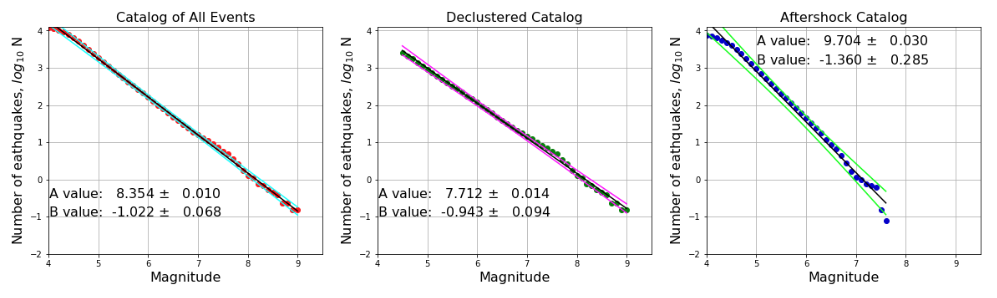 Catalog of All Events
Number of eathquakes, log10 N
4
3
2
1
0
−1
−2
A value: 8.354 ± 0.010
B value: -1.022 ± 0.068
4 5 6 7 8 9
Magnitude
Declustered Catalog
Number of eathquakes, log10 N
4
3
2
1
0
−1
−2
A value: 7.712 ± 0.014
B value: -0.943 ± 0.094
4 5 6 7 8 9
Magnitude
Aftershock Catalog
Number of eathquakes, log10 N
4
3
2
1
0
−1
−2
A value: 9.704 ± 0.030
B value: -1.360 ± 0.285
4 5 6 7 8 9
Magnitude